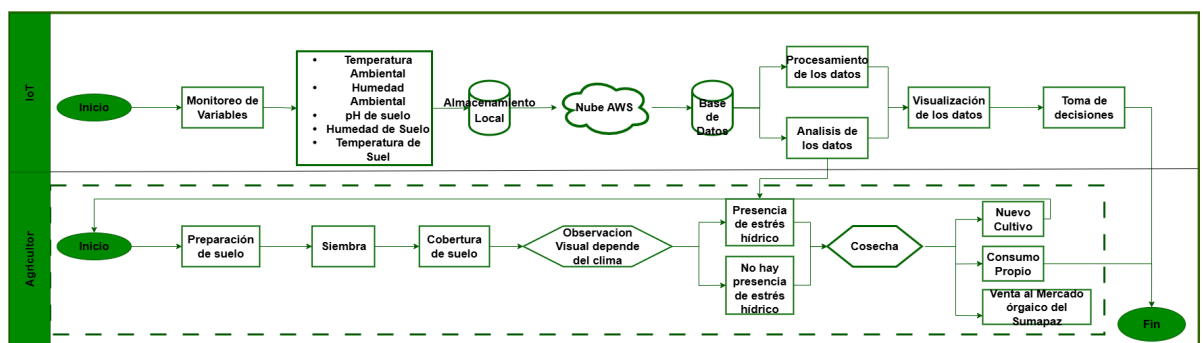 IoT
Inicio
Monitoreo de
Variables
• Temperatura
Ambiental
• Humedad
Ambiental
• pH de suelo
• Humedad de Suelo
• Temperatura de
Suel
Almacenamiento
Local
Nube AWS
Base
de
Datos
Procesamiento
de los datos
Analisis de
los datos
Visualización
de los datos
Toma de
decisiones
Agricultor
Inicio
Preparación
de suelo
Siembra
Cobertura
de suelo
Observacion
Visual depende
del clima
Presencia
de estrés
hídrico
No hay
presencia
de estrés
hídrico
Cosecha
Nuevo
Cultivo
Consumo
Propio
Venta al Mercado
órgaico del
Sumapaz
Fin